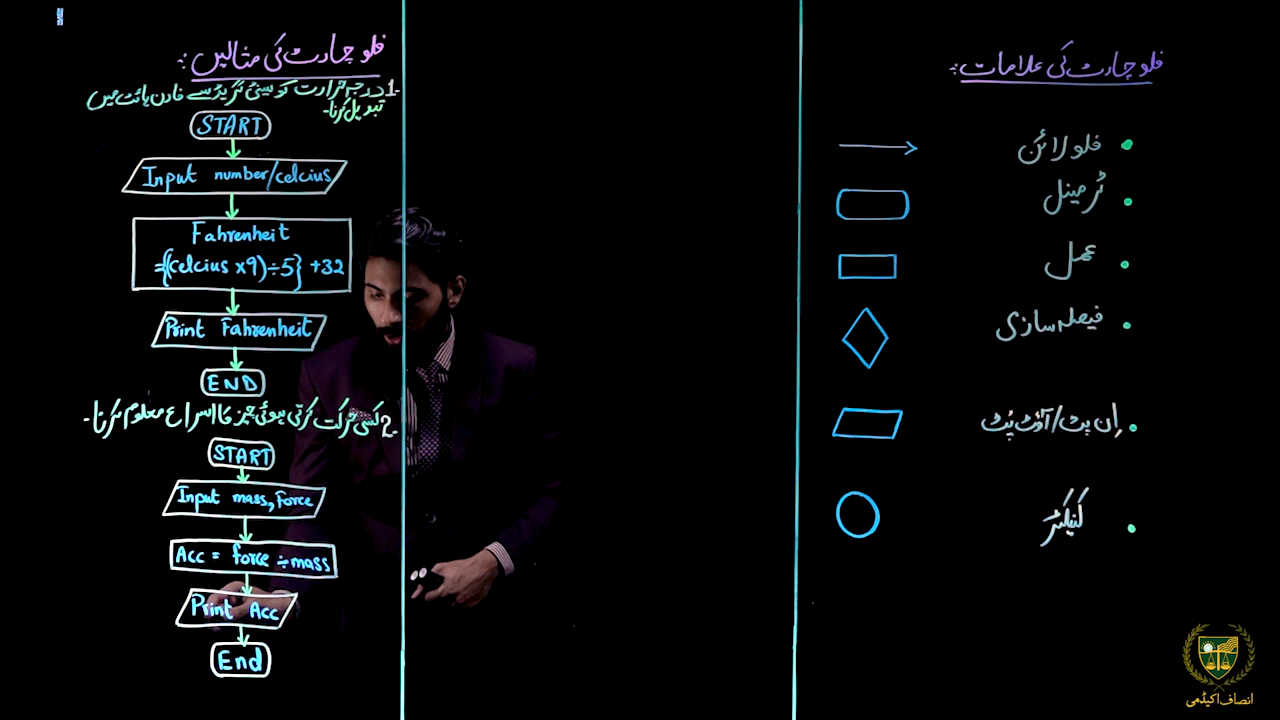 فلو چارٹ کی علامات:
فلو لائن
ٹرمینل
عمل
فیصلہ سازی
اِن پٹ/آؤٹ پُٹ
کنیکٹر
فلو چارٹ کی مثالیں:
1- درجہ حرارت کو سینٹی گریڈ سے فارن ہائٹ میں
تبدیل کرنا-
START
Input number/celcius
Fahrenheit
={(celcius x9)÷5} +32
Print Fahrenheit
END
2- کسی حرکت کرتی ہوئی چیز کا اسراع معلوم کرنا-
START
Input mass, Force
Acc = force ÷ mass
Print Acc
End
انصاف اکیڈمی